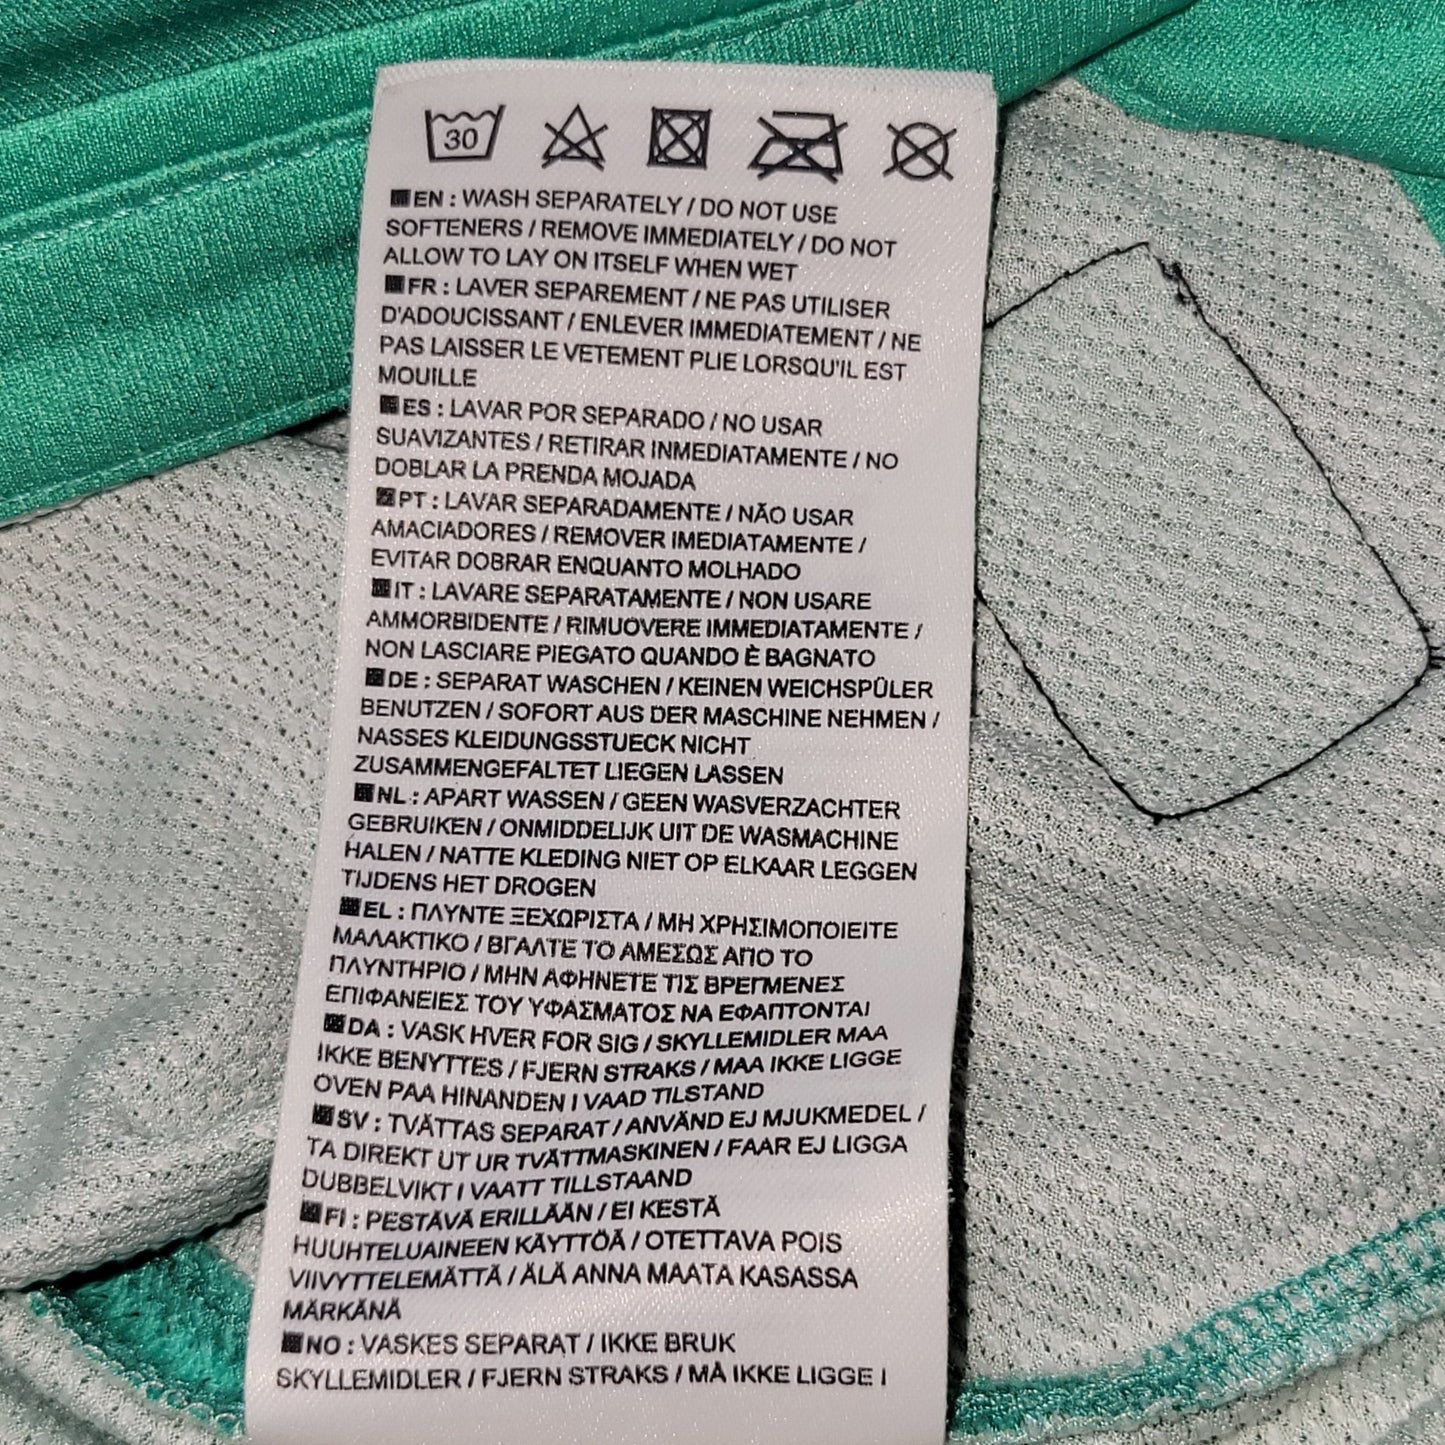 30
EN : WASH SEPARATELY / DO NOT USE
SOFTENERS / REMOVE IMMEDIATELY / DO NOT
ALLOW TO LAY ON ITSELF WHEN WET
FR : LAVER SEPAREMENT / NE PAS UTILISER
D'ADOUCISSANT / ENLEVER IMMEDIATEMENT / NE
PAS LAISSER LE VETEMENT PLIE LORSQU'IL EST
MOUILLE
ES : LAVAR POR SEPARADO / NO USAR
SUAVIZANTES / RETIRAR INMEDIATAMENTE / NO
DOBLAR LA PRENDA MOJADA
PT : LAVAR SEPARADAMENTE / NÃO USAR
AMACIADORES / REMOVER IMEDIATAMENTE /
EVITAR DOBRAR ENQUANTO MOLHADO
IT : LAVARE SEPARATAMENTE / NON USARE
AMMORBIDENTE / RIMUOVERE IMMEDIATAMENTE /
NON LASCIARE PIEGATO QUANDO È BAGNATO
DE : SEPARAT WASCHEN / KEINEN WEICHSPÜLER
BENUTZEN / SOFORT AUS DER MASCHINE NEHMEN /
NASSES KLEIDUNGSSTUECK NICHT
ZUSAMMENGEFALTET LIEGEN LASSEN
NL : APART WASSEN / GEEN WASVERZACHTER
GEBRUIKEN / ONMIDDELIJK UIT DE WASMACHINE
HALEN / NATTE KLEDING NIET OP ELKAAR LEGGEN
TIJDENS HET DROGEN
EL : ΠΛΥΝΤΕ ΞΕΧΩΡΙΣΤΑ / ΜΗ ΧΡΗΣΙΜΟΠΟΙΕΙΤΕ
ΜΑΛΑΚΤΙΚΟ / ΒΓΑΛΤΕ ΤΟ ΑΜΕΣΩΣ ΑΠΟ ΤΟ
ΠΛΥΝΤΗΡΙΟ / ΜΗΝ ΑΦΗΝΕΤΕ ΤΙΣ ΒΡΕΓΜΕΝΕΣ
ΕΠΙΦΑΝΕΙΕΣ ΤΟΥ ΥΦΑΣΜΑΤΟΣ ΝΑ ΕΦΑΠΤΟΝΤΑΙ
DA : VASK HVER FOR SIG / SKYLLEMIDLER MAA
IKKE BENYTTES / FJERN STRAKS / MAA IKKE LIGGE
OVEN PAA HINANDEN I VAAD TILSTAND
SV : TVÄTTAS SEPARAT / ANVÄND EJ MJUKMEDEL /
TA DIREKT UT UR TVÄTTMASKINEN / FAAR EJ LIGGA
DUBBELVIKT I VAATT TILLSTAAND
FI : PESTÄVÄ ERILLÄÄN / EI KESTÄ
HUUHTELUAINEEN KÄYTTÖÄ / OTETTAVA POIS
VIIVYTTELEMÄTTÄ / ÄLÄ ANNA MAATA KASASSA
MÄRKÄNÄ
NO : VASKES SEPARAT / IKKE BRUK
SKYLLEMIDLER / FJERN STRAKS / MÅ IKKE LIGGE I